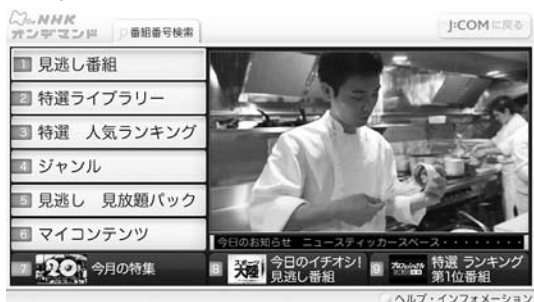 NHK
オンデマンド
番組番号検索
J:COMに戻る
1 見逃し番組
2 特選ライブラリー
3 特選 人気ランキング
4 ジャンル
5 見逃し 見放題パック
6 マイコンテンツ
今日のお知らせ ニュースティッカースペース・・・・・・・・
7 今月の特集
8 今日のイチオシ!
見逃し番組
9 特選 ランキング
第1位番組
ヘルプ・インフォメーション